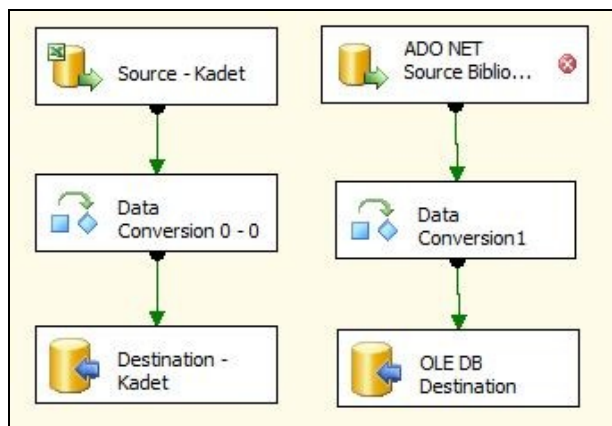 Source - Kadet
Data
Conversion 0 - 0
Destination -
Kadet
ADO NET
Source Biblio...
Data
Conversion1
OLE DB
Destination